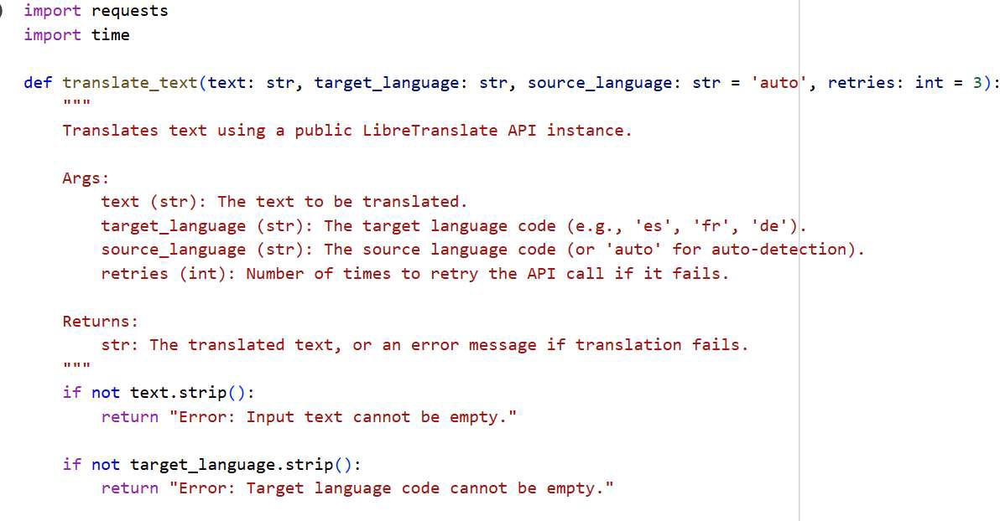 import requests
import time
def translate_text(text: str, target_language: str, source_language: str = 'auto', retries: int = 3):
"""
Translates text using a public LibreTranslate API instance.
Args:
text (str): The text to be translated.
target_language (str): The target language code (e.g., 'es', 'fr', 'de').
source_language (str): The source language code (or 'auto' for auto-detection).
retries (int): Number of times to retry the API call if it fails.
Returns:
str: The translated text, or an error message if translation fails.
"""
if not text.strip():
return "Error: Input text cannot be empty."
if not target_language.strip():
return "Error: Target language code cannot be empty."